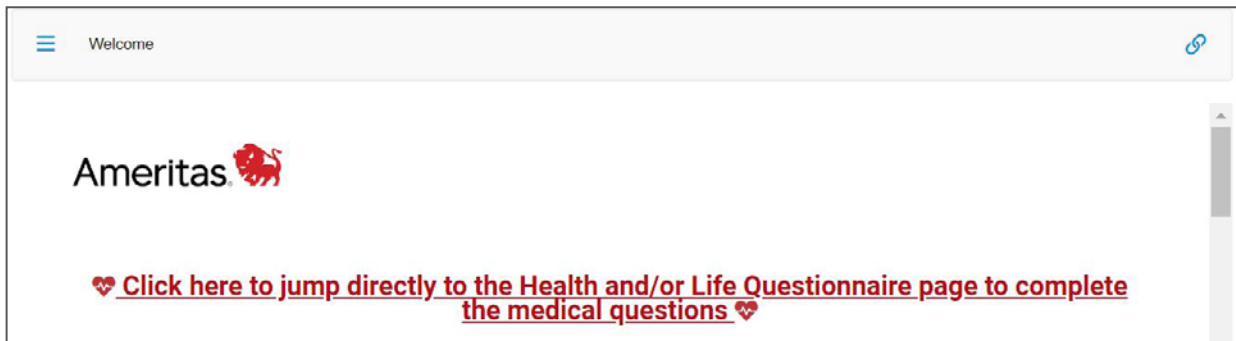 Welcome
Ameritas®
Click here to jump directly to the Health and/or Life Questionnaire page to complete
the medical questions